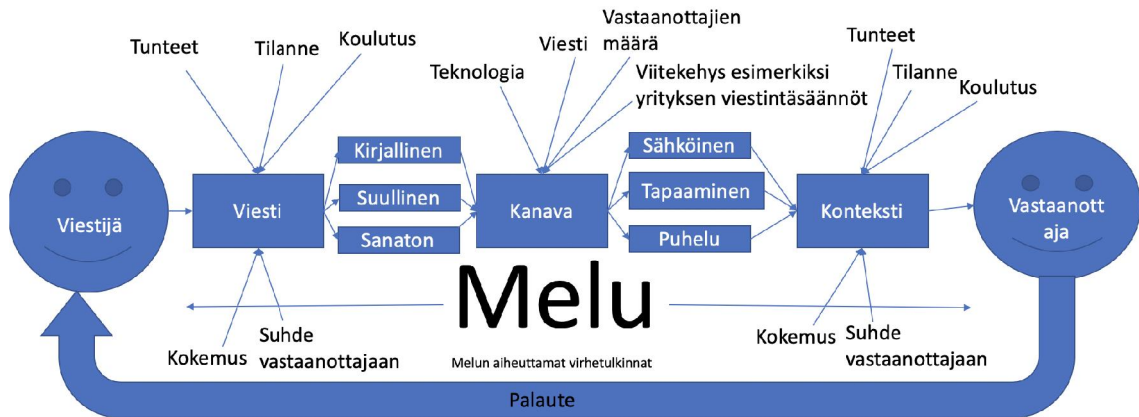 Tunteet
Tilanne
Koulutus
Teknologia
Viesti
Vastaanottajien
määrä
Viitekehys esimerkiksi
yrityksen viestintäsäännöt
Tunteet
Tilanne
Koulutus
Viestijä
Viesti
Kirjallinen
Suullinen
Sanaton
Kanava
Sähköinen
Tapaaminen
Puhelu
Konteksti
Vastaanott
aja
Kokemus
Suhde
vastaanottajaan
Melu
Melun aiheuttamat virhetulkinnat
Kokemus
Suhde
vastaanottajaan
Palaute